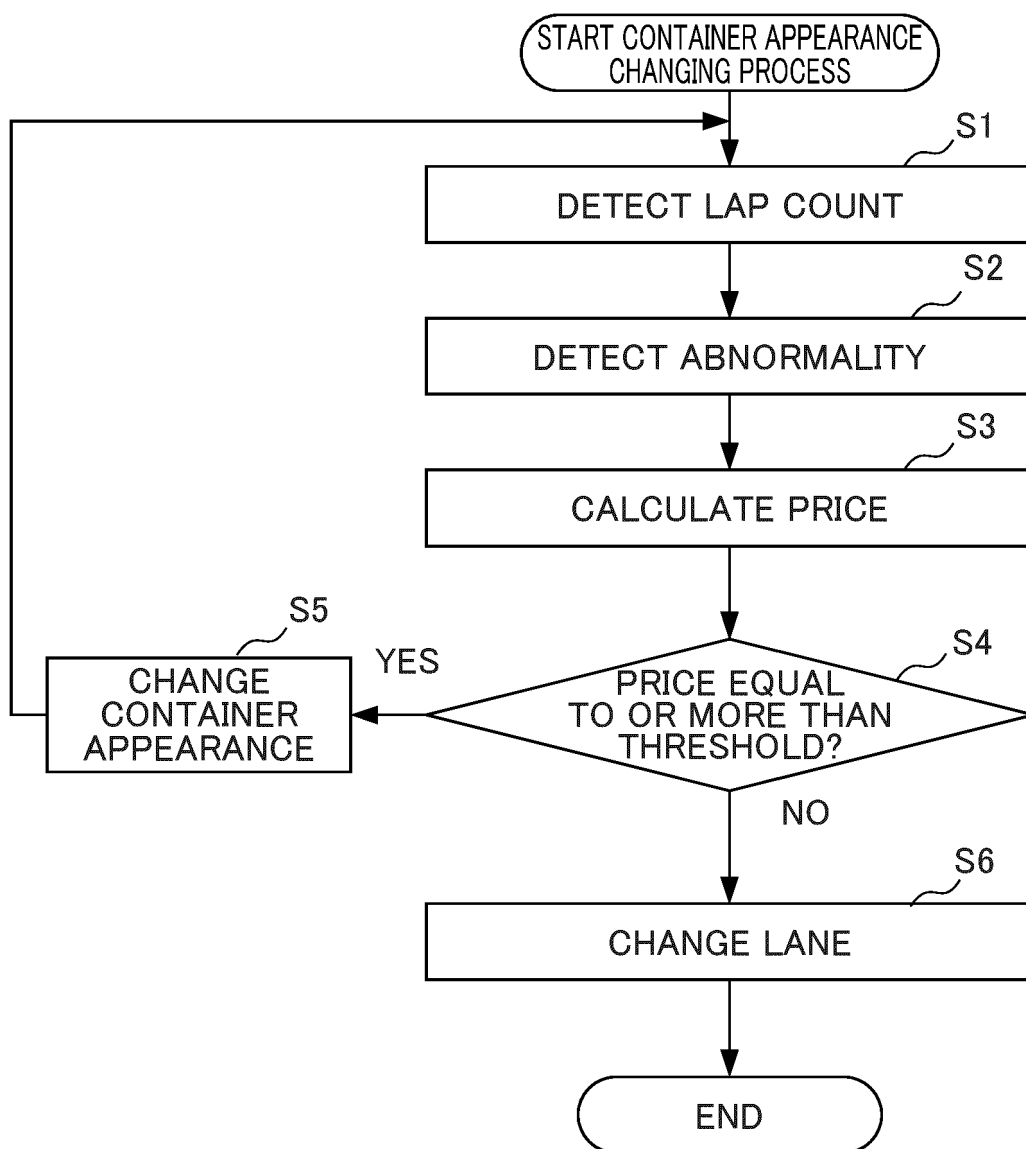 START CONTAINER APPEARANCE
CHANGING PROCESS
S1
DETECT LAP COUNT
S2
DETECT ABNORMALITY
S3
CALCULATE PRICE
S4
PRICE EQUAL
TO OR MORE THAN
THRESHOLD?
YES
S5
CHANGE
CONTAINER
APPEARANCE
NO
S6
CHANGE LANE
END